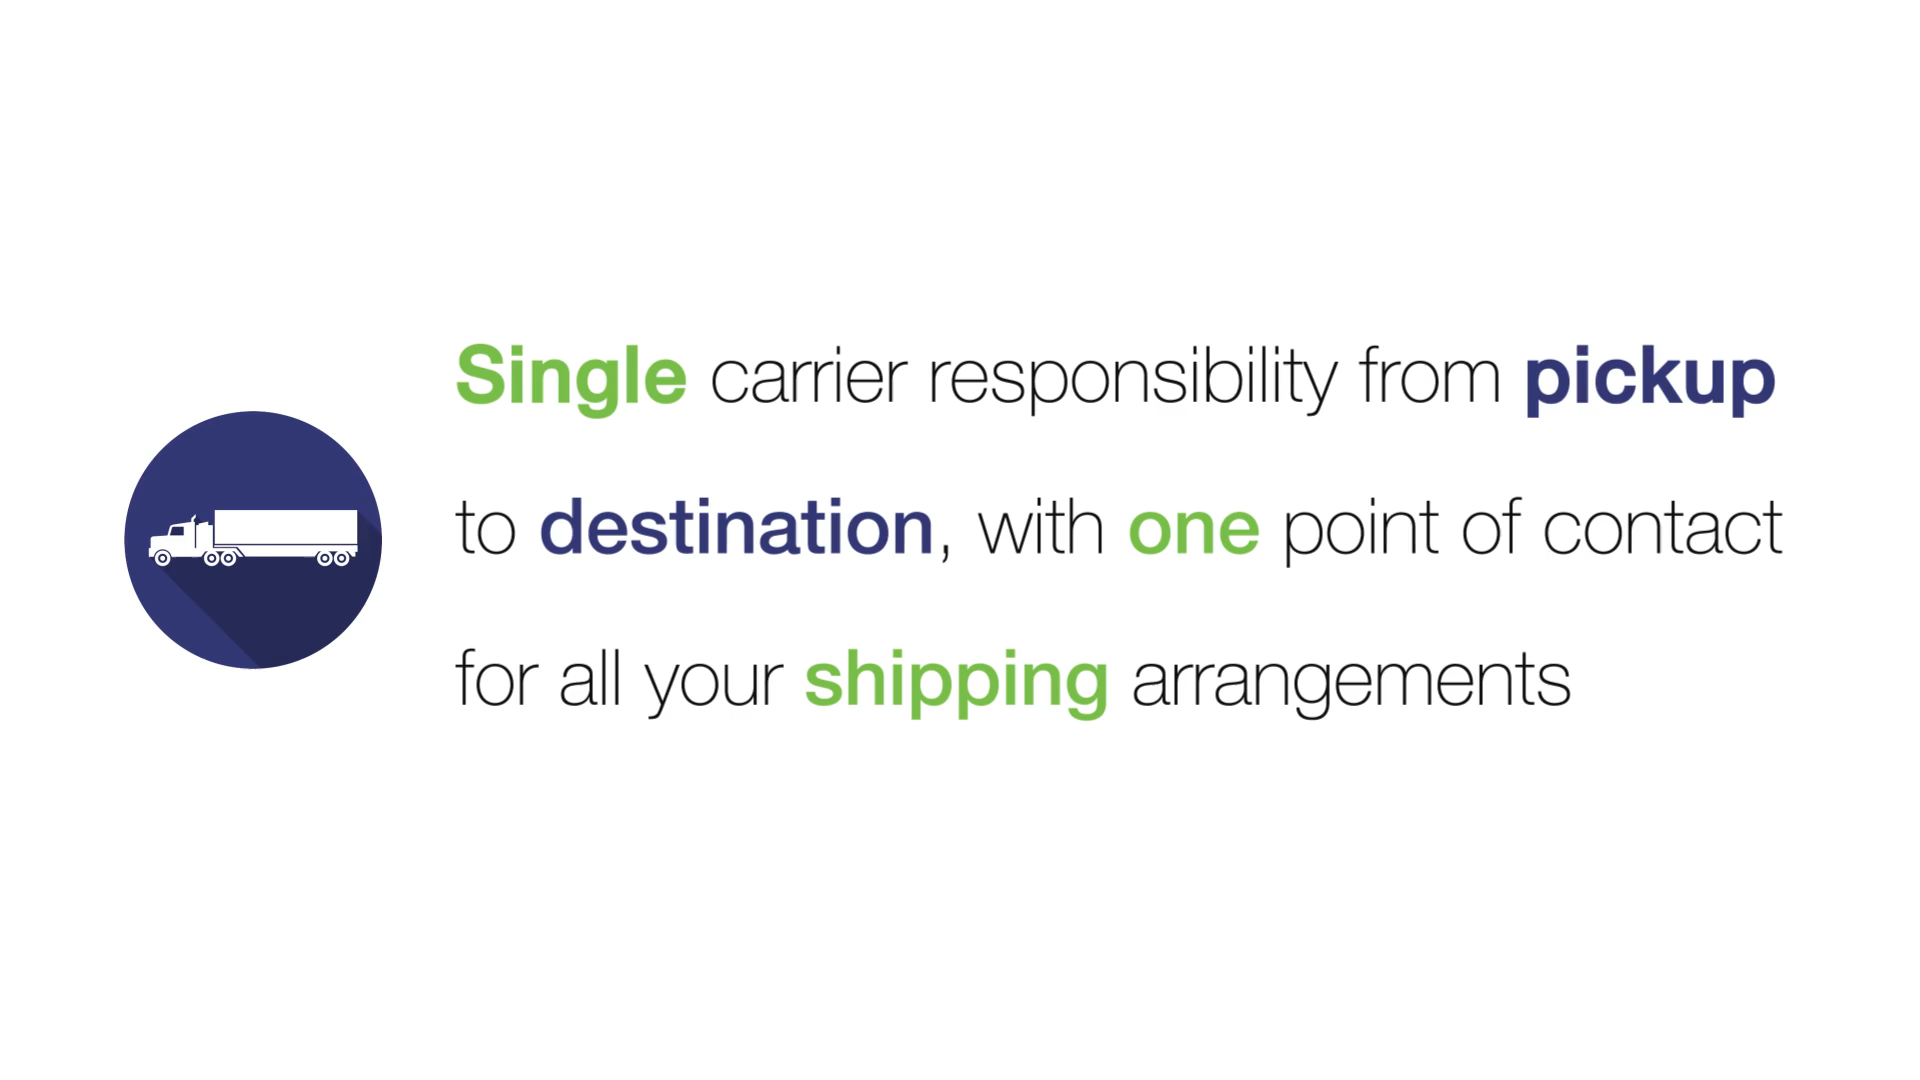 Single carrier responsibility from pickup
to destination, with one point of contact
for all your shipping arrangements